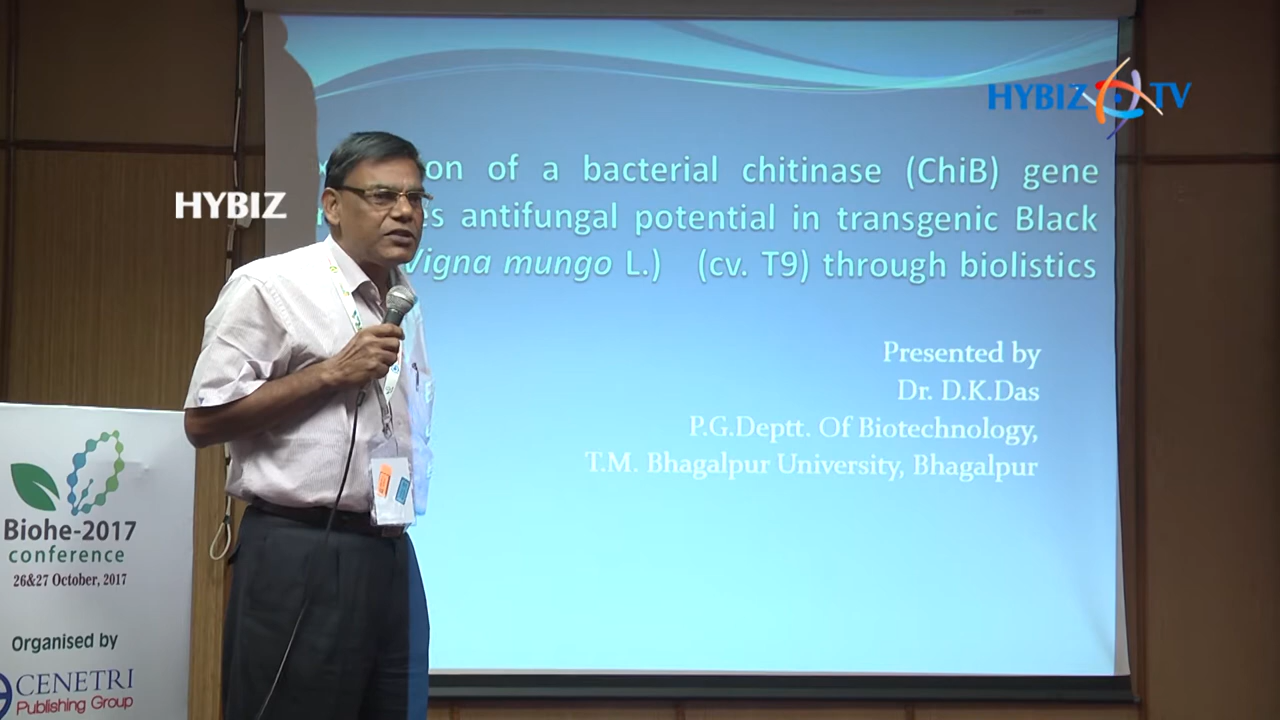 HYBIZ TV
HYBIZ
on of a bacterial chitinase (ChiB) gene
antifungal potential in transgenic Black
Vigna mungo L.) (cv. T9) through biolistics
Presented by
Dr. D.K.Das
P.G.Deptt. Of Biotechnology,
T.M. Bhagalpur University, Bhagalpur
Biohe-2017
conference
26&27 October, 2017
Organised by
CENETRI
Publishing Group